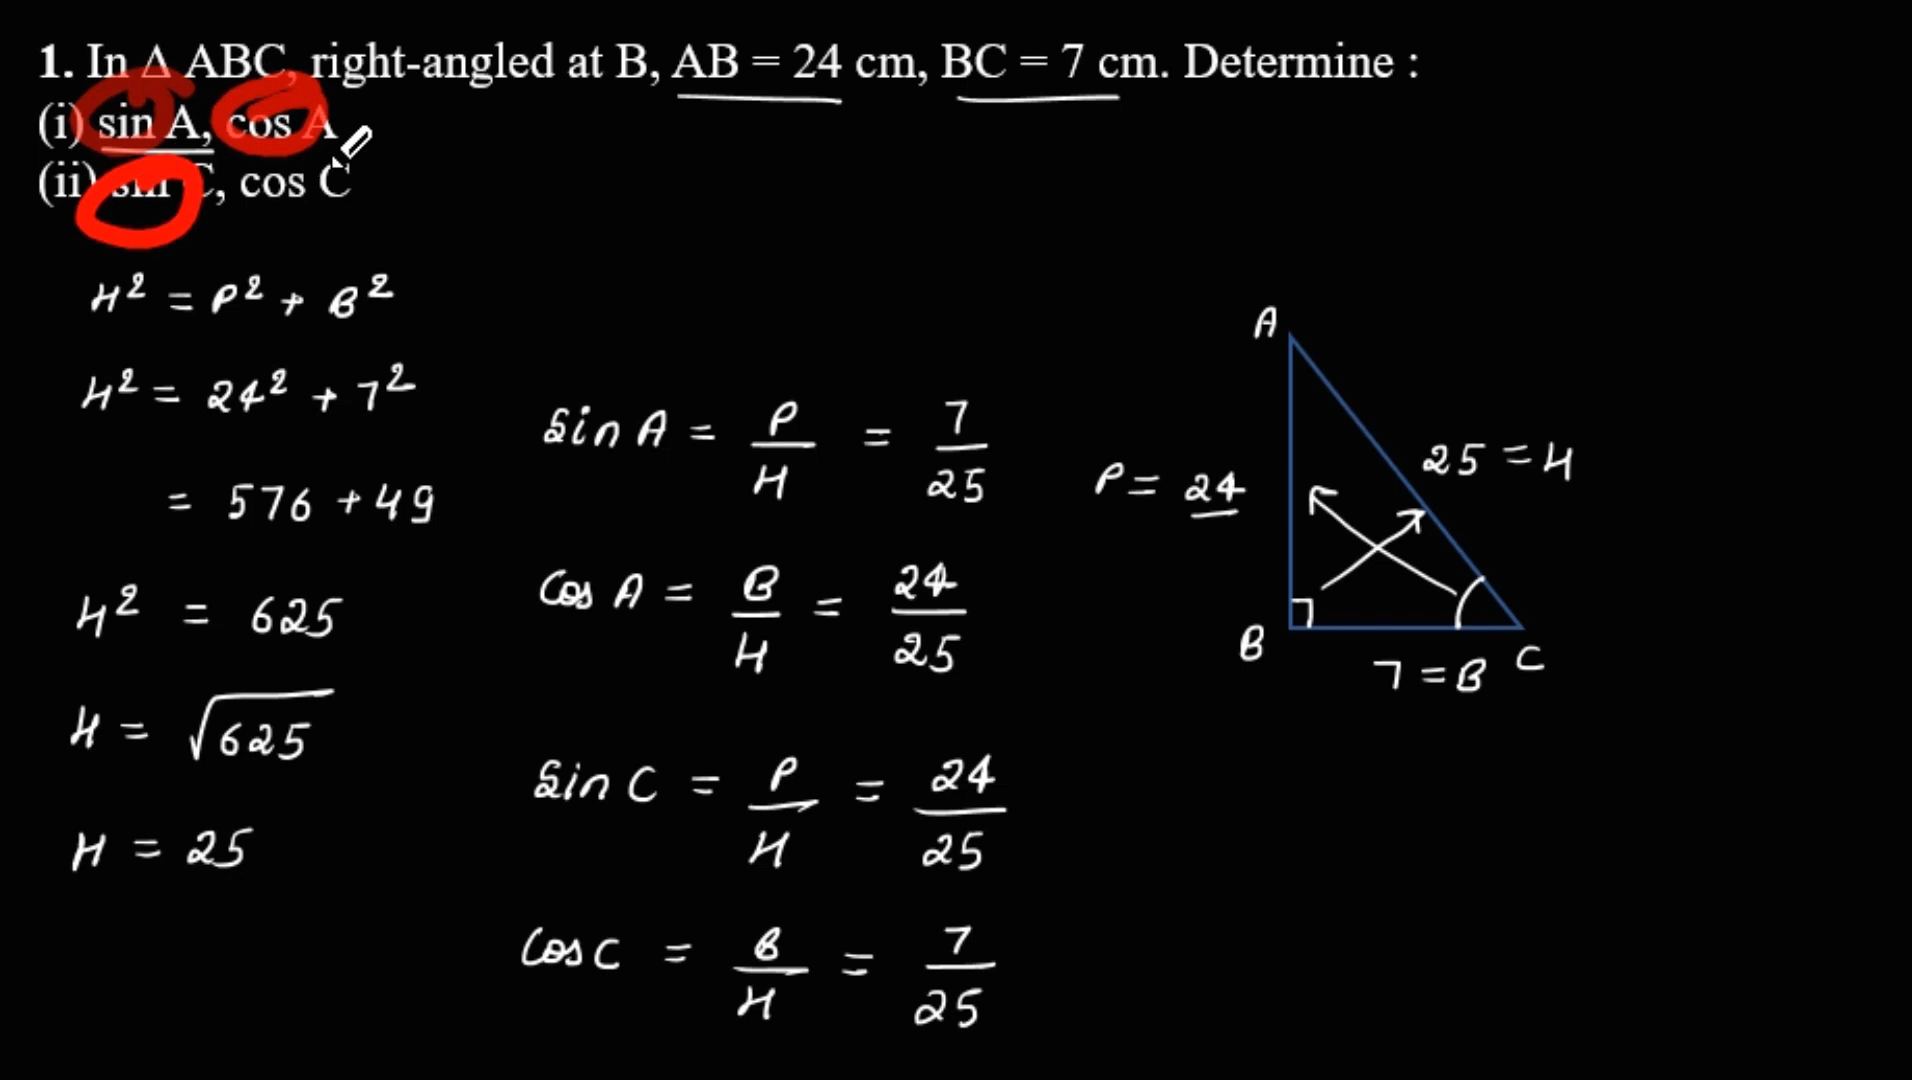 1. In Δ ABC, right-angled at B, AB = 24 cm, BC = 7 cm. Determine :
(i) sin A, cos A
(ii) sin C, cos C
H² = P² + B²
H² = 24² + 7²
= 576 + 49
H² = 625
H = √625
H = 25
Sin A = P/H = 7/25
Cos A = B/H = 24/25
Sin C = P/H = 24/25
Cos C = B/H = 7/25
A
25 = H
P = 24
B
7 = B
C